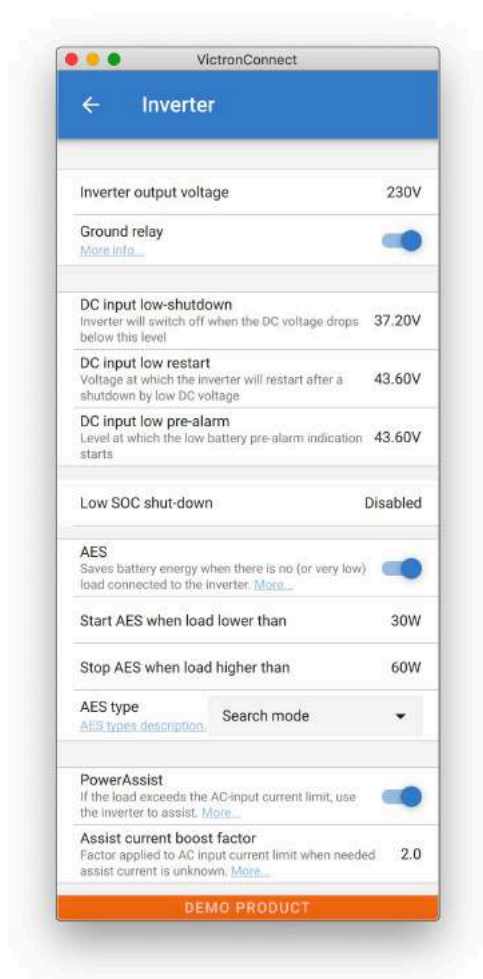 VictronConnect
Inverter
Inverter output voltage 230V
Ground relay
More info...
DC input low-shutdown
Inverter will switch off when the DC voltage drops 37.20V
below this level
DC input low restart
Voltage at which the inverter will restart after a 43.60V
shutdown by low DC voltage
DC input low pre-alarm
Level at which the low battery pre-alarm indication 43.60V
starts
Low SOC shut-down Disabled
AES
Saves battery energy when there is no (or very low)
load connected to the inverter. More...
Start AES when load lower than 30W
Stop AES when load higher than 60W
AES type
AES types description. Search mode
PowerAssist
If the load exceeds the AC-input current limit, use
the inverter to assist. More...
Assist current boost factor
Factor applied to AC input current limit when needed 2.0
assist current is unknown. More...
DEMO PRODUCT